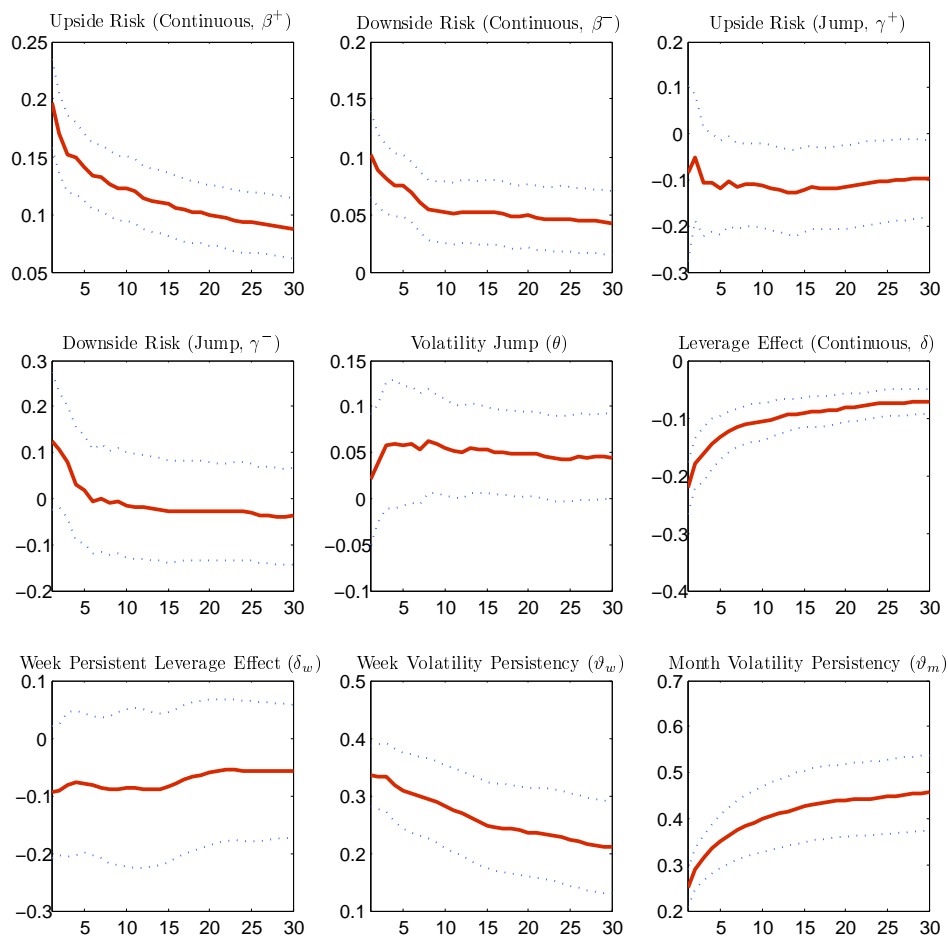 Upside Risk (Continuous, β⁺)
0.25
0.2
0.15
0.1
0.05
5 10 15 20 25 30
Downside Risk (Continuous, β⁻)
0.2
0.15
0.1
0.05
0
5 10 15 20 25 30
Upside Risk (Jump, γ⁺)
0.2
0.1
0
−0.1
−0.2
−0.3
5 10 15 20 25 30
Downside Risk (Jump, γ⁻)
0.3
0.2
0.1
0
−0.1
−0.2
5 10 15 20 25 30
Volatility Jump (θ)
0.15
0.1
0.05
0
−0.05
−0.1
5 10 15 20 25 30
Leverage Effect (Continuous, δ)
0
−0.1
−0.2
−0.3
−0.4
5 10 15 20 25 30
Week Persistent Leverage Effect (δ_w)
0.1
0
−0.1
−0.2
−0.3
5 10 15 20 25 30
Week Volatility Persistency (ϑ_w)
0.5
0.4
0.3
0.2
0.1
5 10 15 20 25 30
Month Volatility Persistency (ϑ_m)
0.7
0.6
0.5
0.4
0.3
0.2
5 10 15 20 25 30